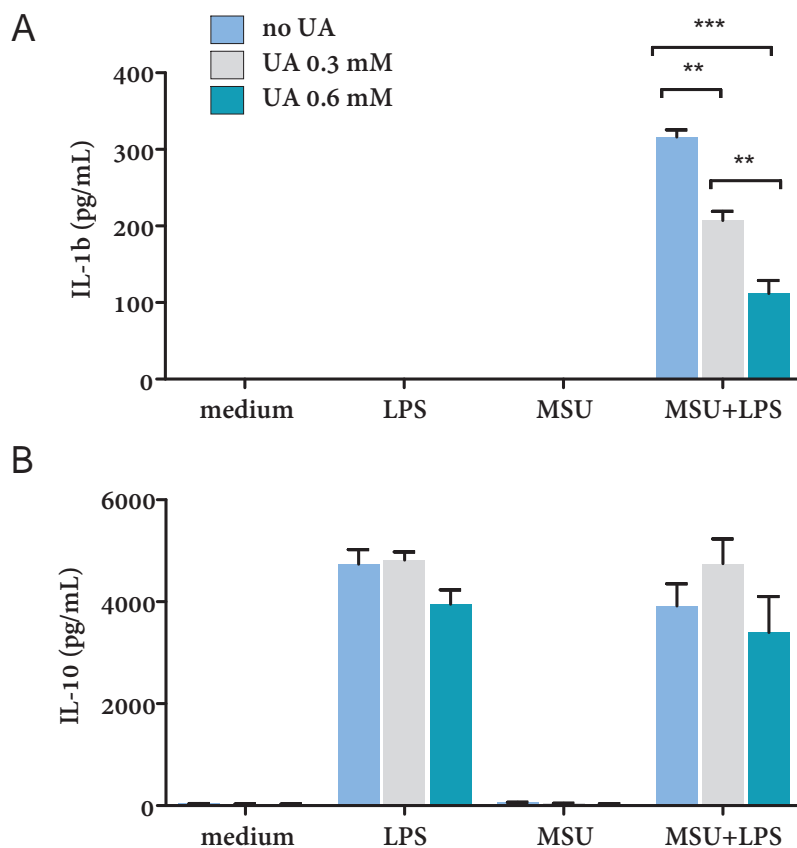 A
no UA
UA 0.3 mM
UA 0.6 mM
***
**
**
IL-1b (pg/mL)
400
300
200
100
0
medium LPS MSU MSU+LPS
B
IL-10 (pg/mL)
6000
4000
2000
0
medium LPS MSU MSU+LPS